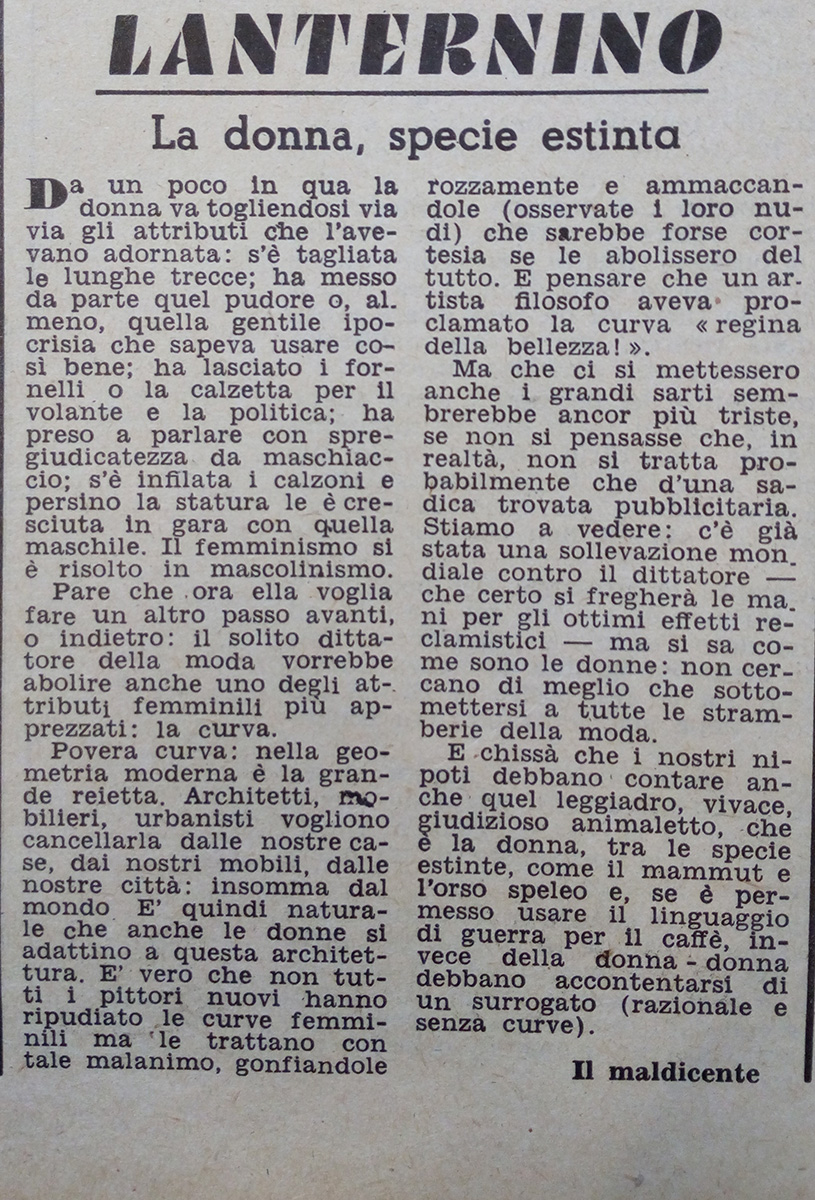 LANTERNINO
La donna, specie estinta
Da un poco in qua la
donna va togliendosi via
via gli attributi che l'ave-
vano adornata: s'è tagliata
le lunghe trecce; ha messo
da parte quel pudore o, al.
meno, quella gentile ipo-
crisia che sapeva usare co-
sì bene; ha lasciato i for-
nelli o la calzetta per il
volante e la politica; ha
preso a parlare con spre-
giudicatezza da maschiac-
cio; s'è infilata i calzoni e
persino la statura le è cre-
sciuta in gara con quella
maschile. Il femminismo si
è risolto in mascolinismo.
Pare che ora ella voglia
fare un altro passo avanti,
o indietro: il solito ditta-
tore della moda vorrebbe
abolire anche uno degli at-
tributi femminili più ap-
prezzati: la curva.
Povera curva: nella geo-
metria moderna è la gran-
de reietta. Architetti, mo-
bilieri, urbanisti vogliono
cancellarla dalle nostre ca-
se, dai nostri mobili, dalle
nostre città: insomma dal
mondo. E' quindi natura-
le che anche le donne si
adattino a questa architet-
tura. E' vero che non tut-
ti i pittori nuovi hanno
ripudiato le curve femmi-
nili ma le trattano con
tale malanimo, gonfiandole
rozzamente e ammaccan-
dole (osservate i loro nu-
di) che sarebbe forse cor-
tesia se le abolissero del
tutto. E pensare che un ar-
tista filosofo aveva pro-
clamato la curva « regina
della bellezza! ».
Ma che ci si mettessero
anche i grandi sarti sem-
brerebbe ancor più triste,
se non si pensasse che, in
realtà, non si tratta pro-
babilmente che d'una sa-
dica trovata pubblicitaria.
Stiamo a vedere: c'è già
stata una sollevazione mon_
diale contro il dittatore —
che certo si fregherà le ma_
ni per gli ottimi effetti re-
clamistici — ma si sa co-
me sono le donne: non cer_
cano di meglio che sotto-
mettersi a tutte le stram-
berie della moda.
E chissà che i nostri ni-
poti debbano contare an-
che quel leggiadro, vivace,
giudizioso animaletto, che
è la donna, tra le specie
estinte, come il mammut e
l'orso speleo e, se è per-
messo usare il linguaggio
di guerra per il caffè, in-
vece della donna - donna
debbano accontentarsi di
un surrogato (razionale e
senza curve).
Il maldicente